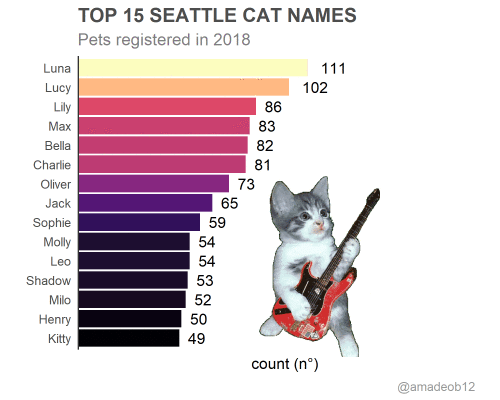 TOP 15 SEATTLE CAT NAMES
Pets registered in 2018
Luna 111
Lucy 102
Lily 86
Max 83
Bella 82
Charlie 81
Oliver 73
Jack 65
Sophie 59
Molly 54
Leo 54
Shadow 53
Milo 52
Henry 50
Kitty 49
count (n°)
@amadeob12